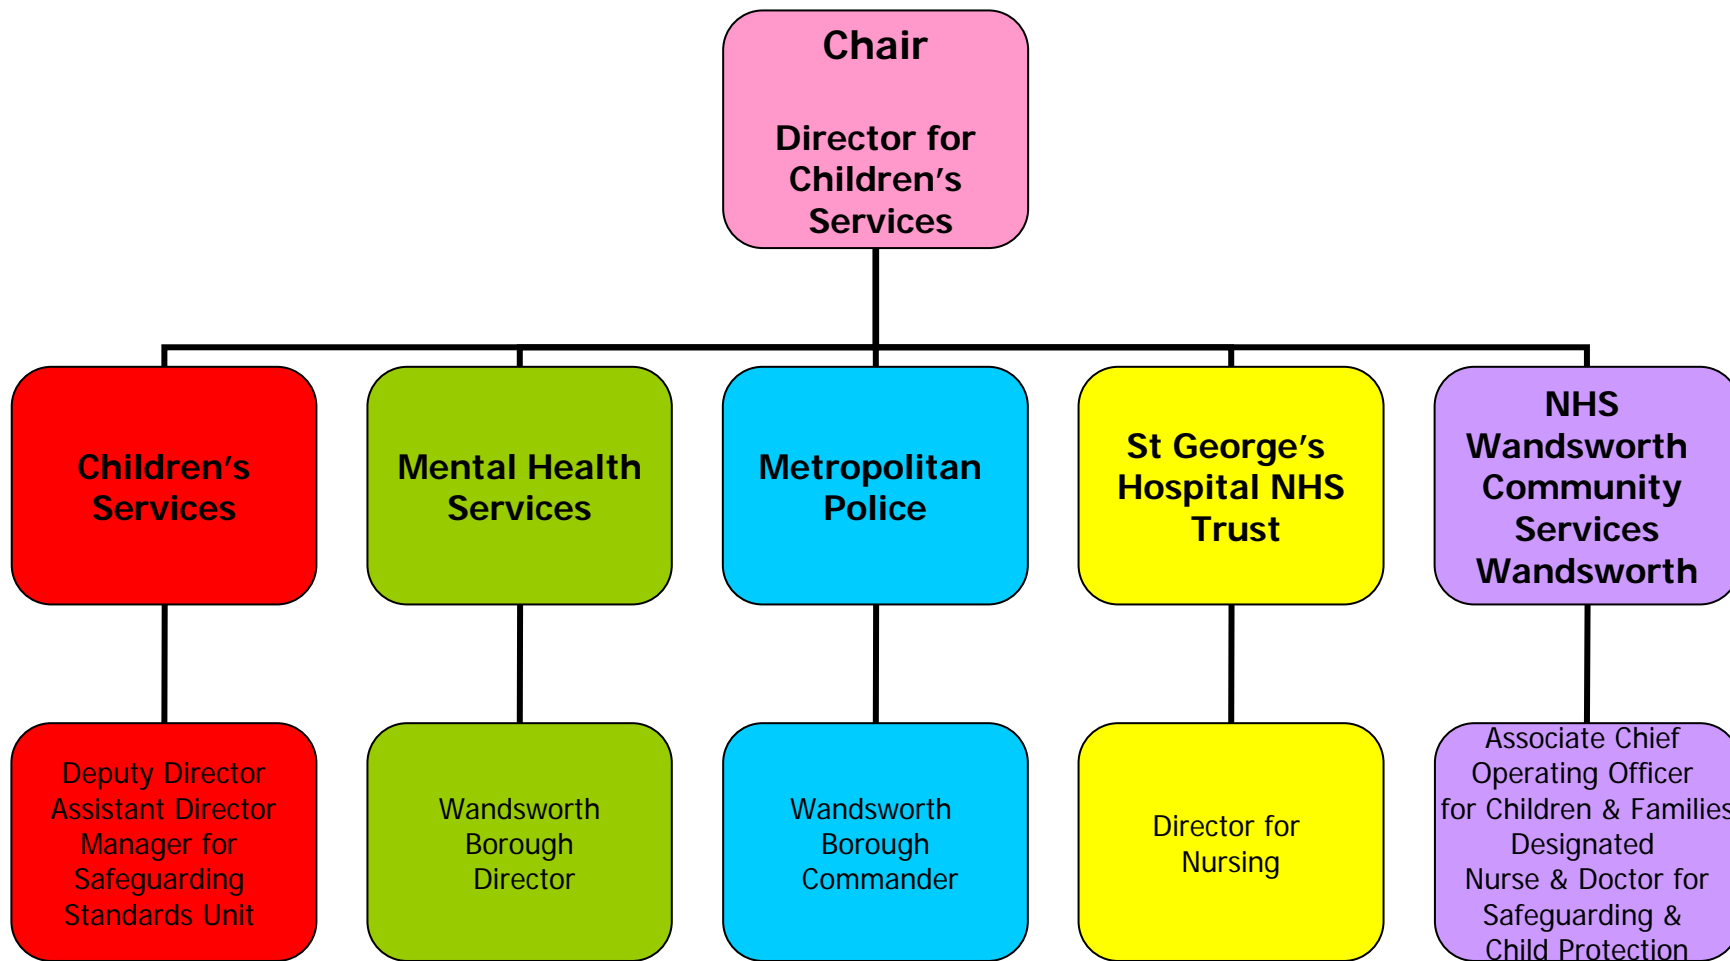 Chair
Director for
Children's
Services
Children's
Services
Mental Health
Services
Metropolitan
Police
St George's
Hospital NHS
Trust
NHS
Wandsworth
Community
Services
Wandsworth
Deputy Director
Assistant Director
Manager for
Safeguarding
Standards Unit
Wandsworth
Borough
Director
Wandsworth
Borough
Commander
Director for
Nursing
Associate Chief
Operating Officer
for Children & Families
Designated
Nurse & Doctor for
Safeguarding &
Child Protection